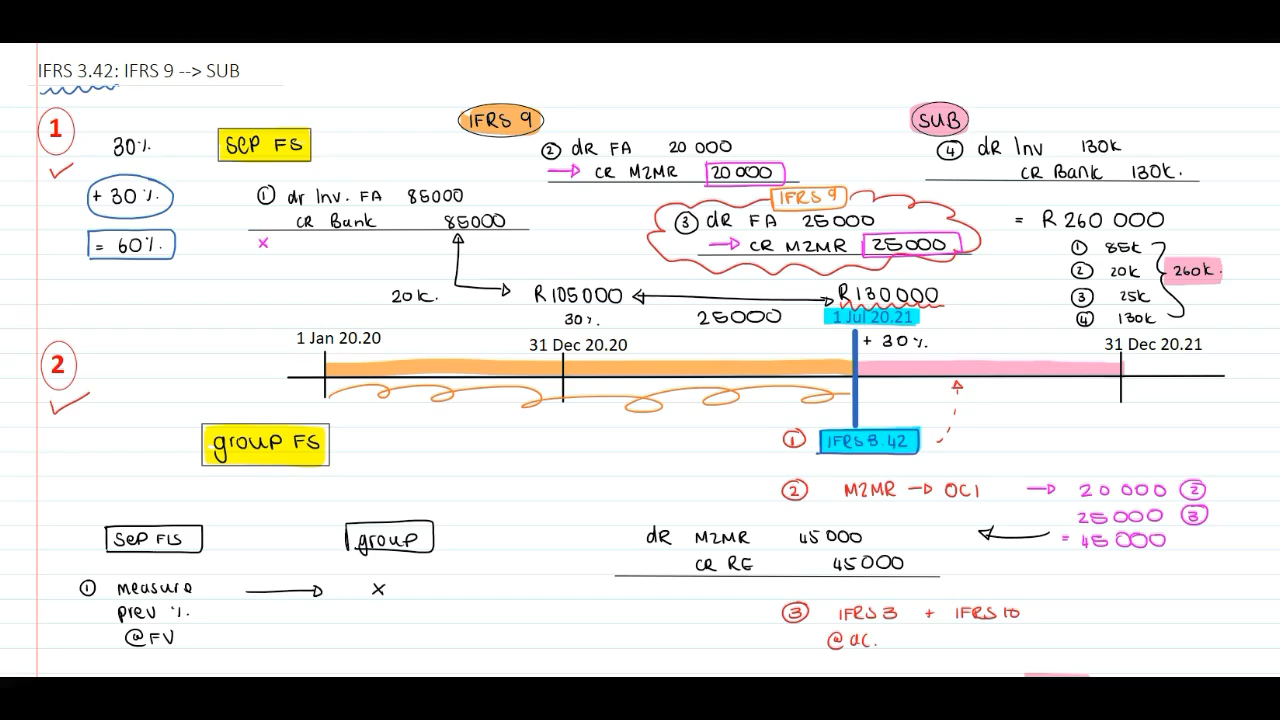 IFRS 3.42: IFRS 9 --> SUB
1
30%
+ 30%
= 60%
SEP FS
① dr Inv. FA 85000
CR Bank 85000
x
IFRS 9
② dR FA 20 000
→ CR M2MR 20 000
IFRS 9
③ dR FA 25000
→ CR M2MR 25000
SUB
④ dR Inv 130k
CR Bank 130k.
= R 260 000
① 85k
② 20k
③ 25k
④ 130k
260k.
20k.
R105000
30%
25000
R130000
1 Jul 20.21
+ 30%
1 Jan 20.20
31 Dec 20.20
31 Dec 20.21
2
group FS
① IFRS 3.42
② M2MR → OCI → 20 000 ②
25000 ③
= 45 000
dR M2MR 45000
CR RE 45000
③ IFRS 3 + IFRS 10
@ ac.
Sep FIS
group
① measure → x
prev %
@ FV